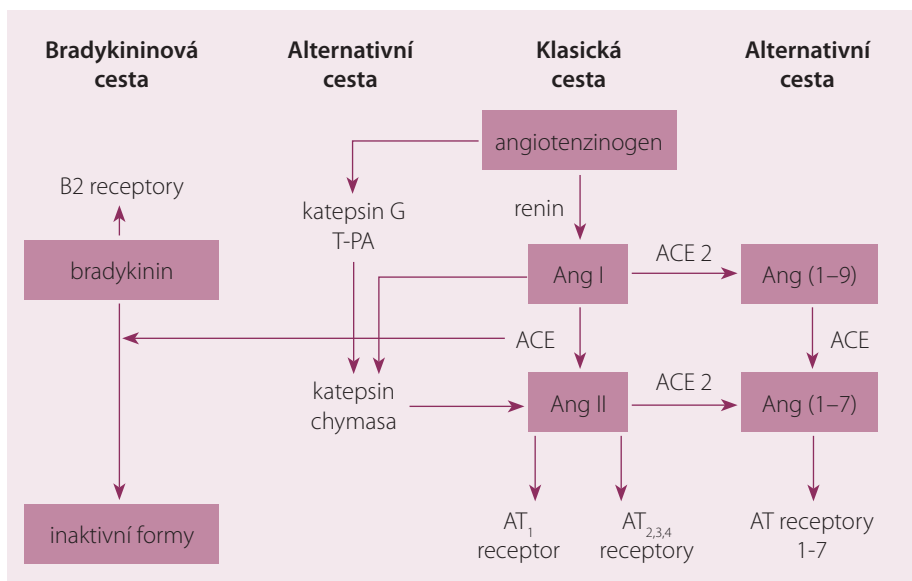 Bradykininová
cesta
Alternativní
cesta
Klasická
cesta
Alternativní
cesta
angiotenzinogen
B2 receptory
katepsin G
T-PA
renin
bradykinin
Ang I
ACE 2
Ang (1–9)
ACE
ACE
katepsin
chymasa
Ang II
ACE 2
Ang (1–7)
inaktivní formy
AT₁
receptor
AT₂,₃,₄
receptory
AT receptory
1-7